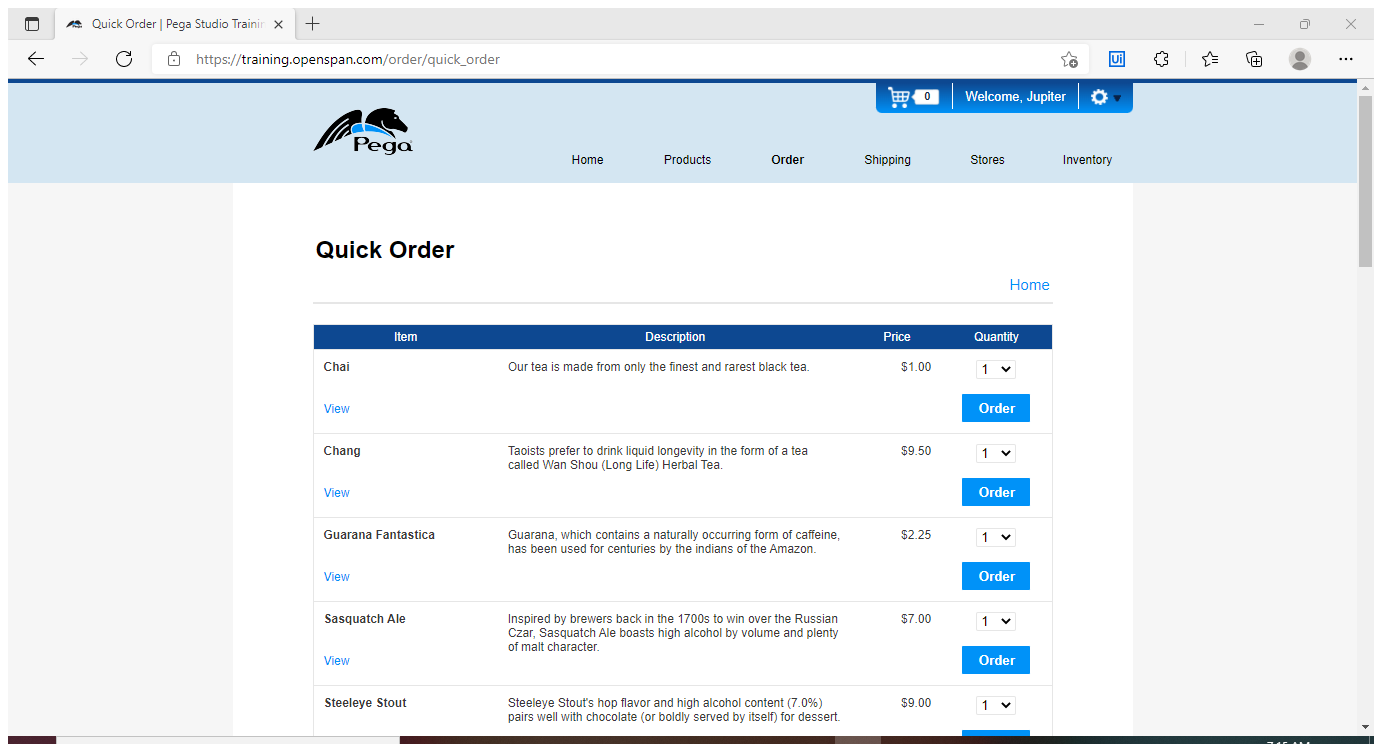 Quick Order | Pega Studio Trainin
https://training.openspan.com/order/quick_order
Ui
0 Welcome, Jupiter
Pega
Home Products Order Shipping Stores Inventory
Quick Order
Home
Item Description Price Quantity
Chai Our tea is made from only the finest and rarest black tea. $1.00 1
View Order
Chang Taoists prefer to drink liquid longevity in the form of a tea $9.50 1
called Wan Shou (Long Life) Herbal Tea.
View Order
Guarana Fantastica Guarana, which contains a naturally occurring form of caffeine, $2.25 1
has been used for centuries by the indians of the Amazon.
View Order
Sasquatch Ale Inspired by brewers back in the 1700s to win over the Russian $7.00 1
Czar, Sasquatch Ale boasts high alcohol by volume and plenty
of malt character.
View Order
Steeleye Stout Steeleye Stout's hop flavor and high alcohol content (7.0%) $9.00 1
pairs well with chocolate (or boldly served by itself) for dessert.